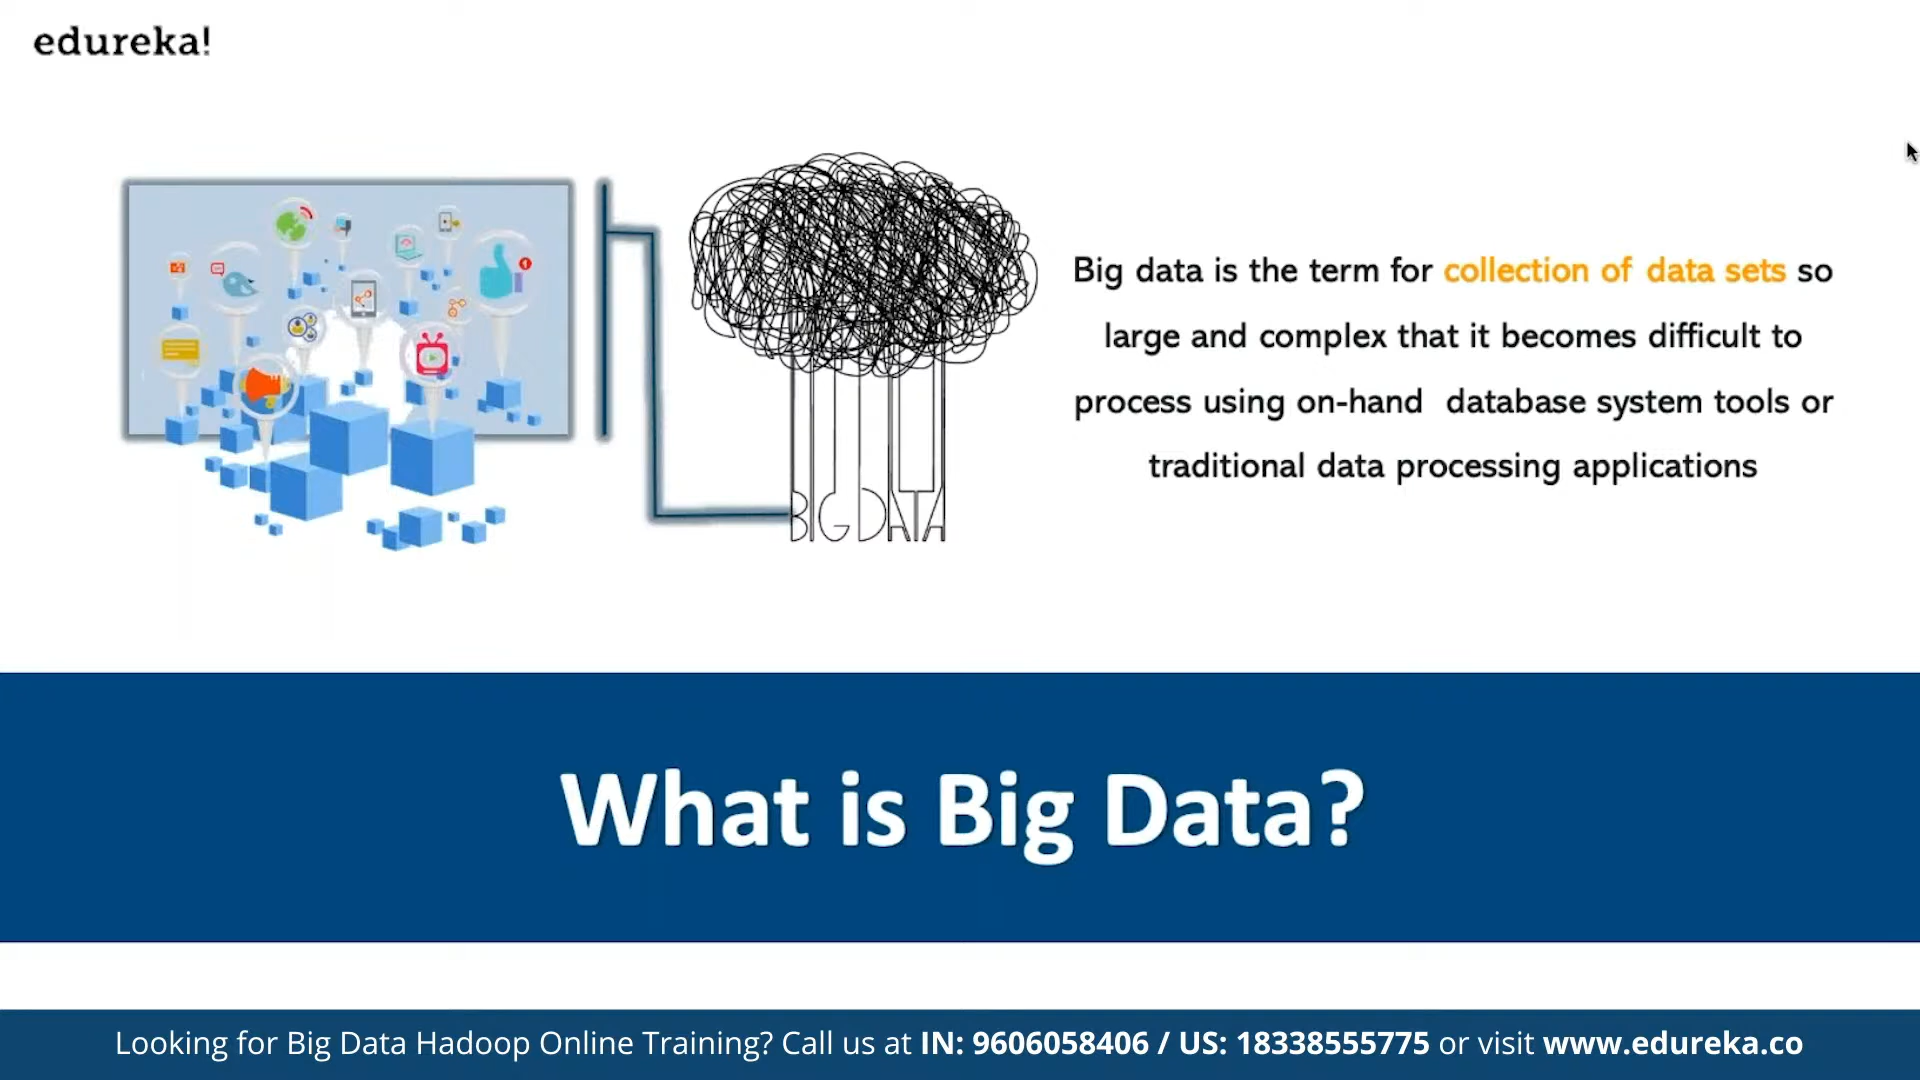 edureka!
Big data is the term for collection of data sets so
large and complex that it becomes difficult to
process using on-hand database system tools or
traditional data processing applications
BIG DATA
What is Big Data?
Looking for Big Data Hadoop Online Training? Call us at IN: 9606058406 / US: 18338555775 or visit www.edureka.co